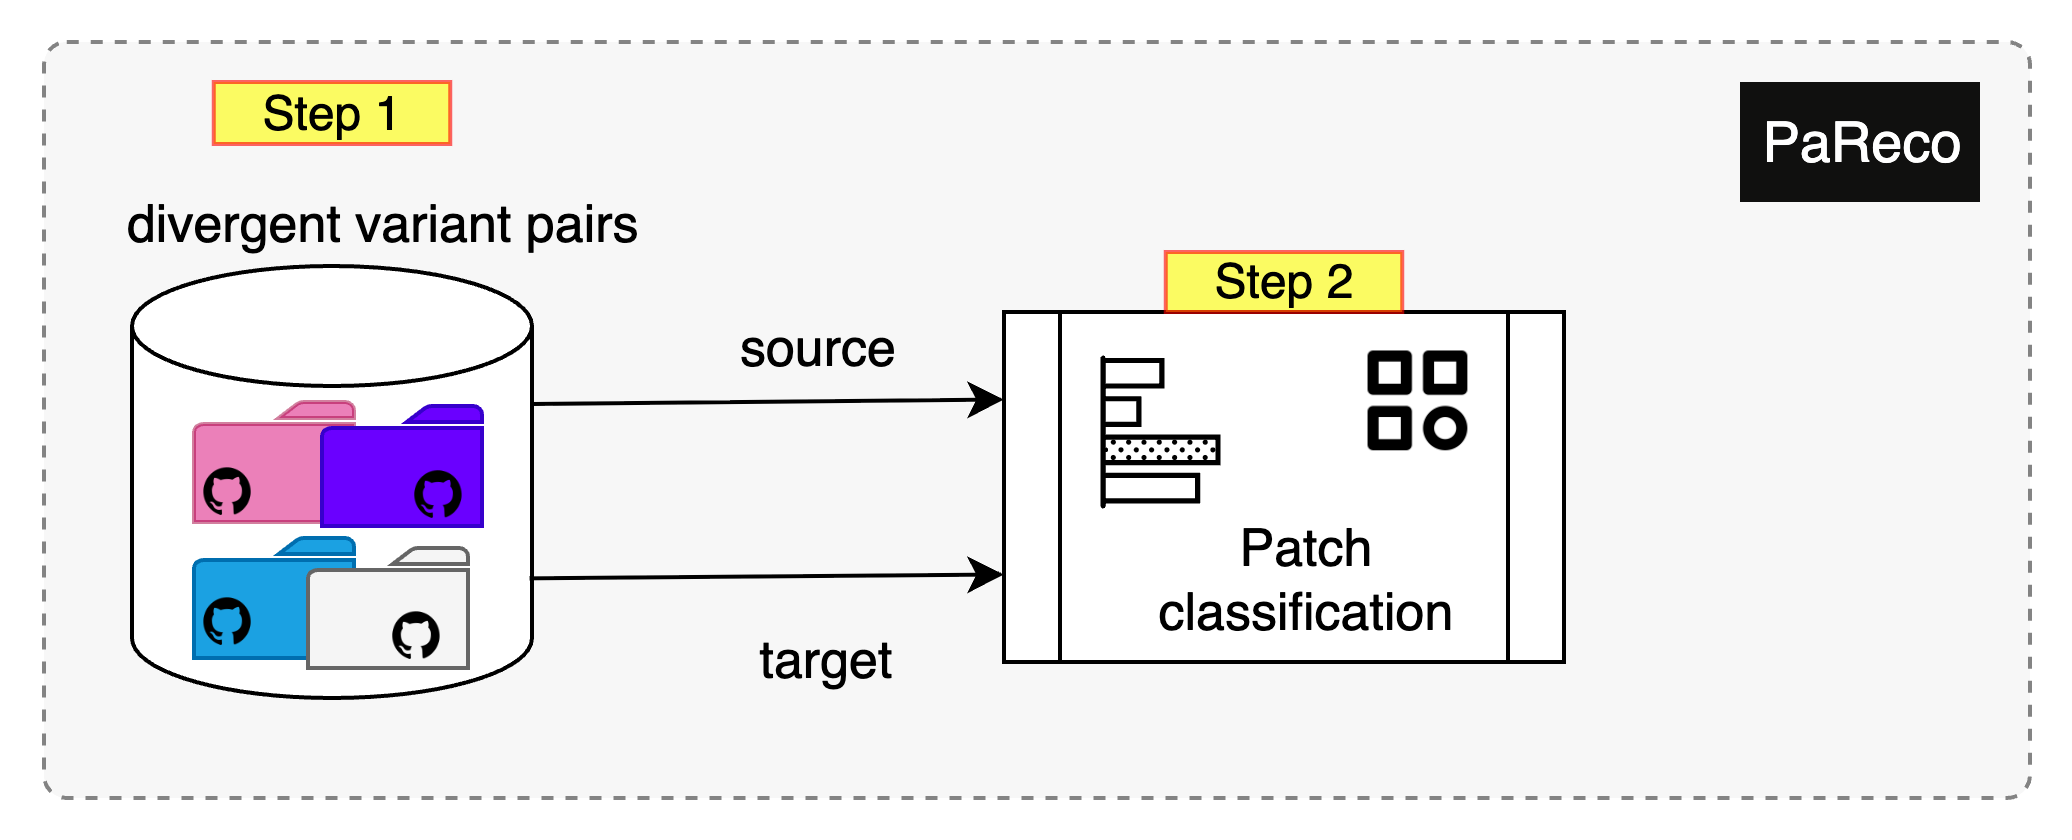 Step 1
PaReco
divergent variant pairs
Step 2
source
target
Patch
classification